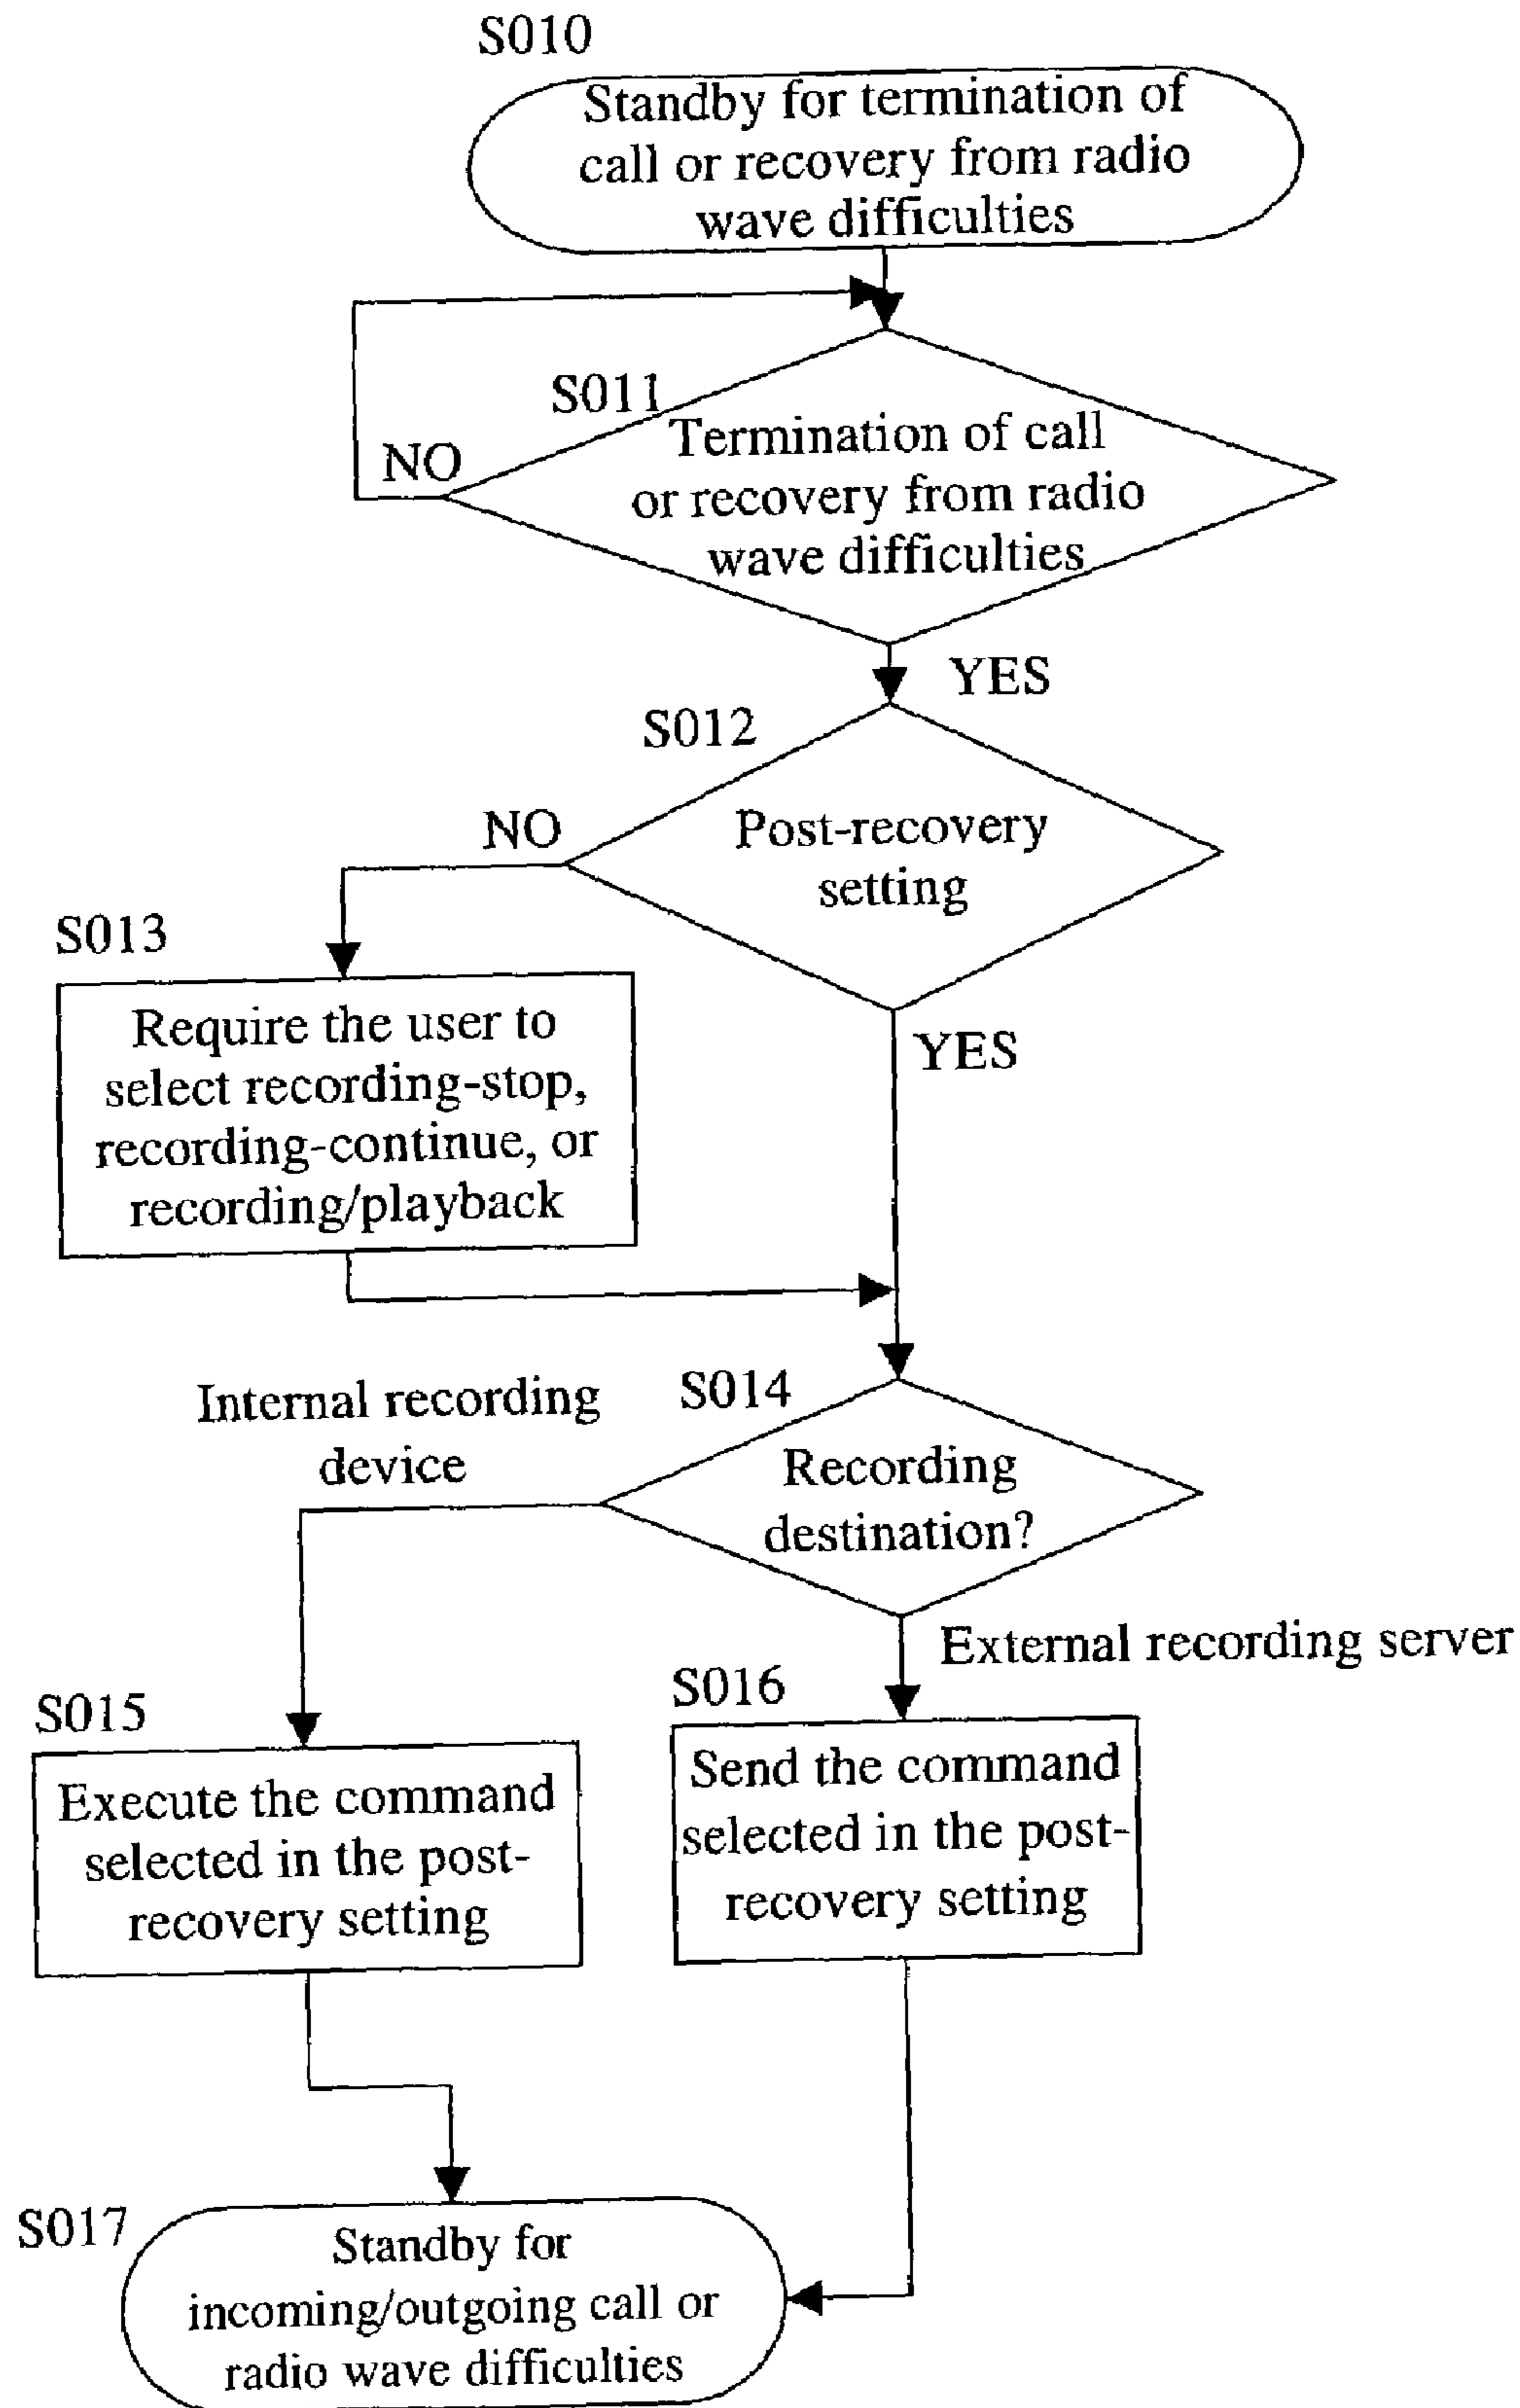 S010
Standby for termination of
call or recovery from radio
wave difficulties
S011
NO
Termination of call
or recovery from radio
wave difficulties
YES
S012
NO
Post-recovery
setting
YES
S013
Require the user to
select recording-stop,
recording-continue, or
recording/playback
Internal recording
device
S014
Recording
destination?
External recording server
S015
Execute the command
selected in the post-
recovery setting
S016
Send the command
selected in the post-
recovery setting
S017
Standby for
incoming/outgoing call or
radio wave difficulties